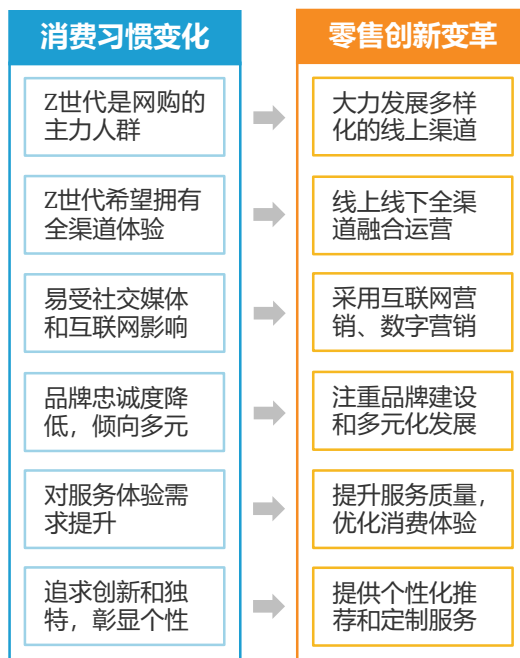 消费习惯变化
零售创新变革
Z世代是网购的
主力人群
大力发展多样
化的线上渠道
Z世代希望拥有
全渠道体验
线上线下全渠
道融合运营
易受社交媒体
和互联网影响
采用互联网营
销、数字营销
品牌忠诚度降
低，倾向多元
注重品牌建设
和多元化发展
对服务体验需
求提升
提升服务质量，
优化消费体验
追求创新和独
特，彰显个性
提供个性化推
荐和定制服务